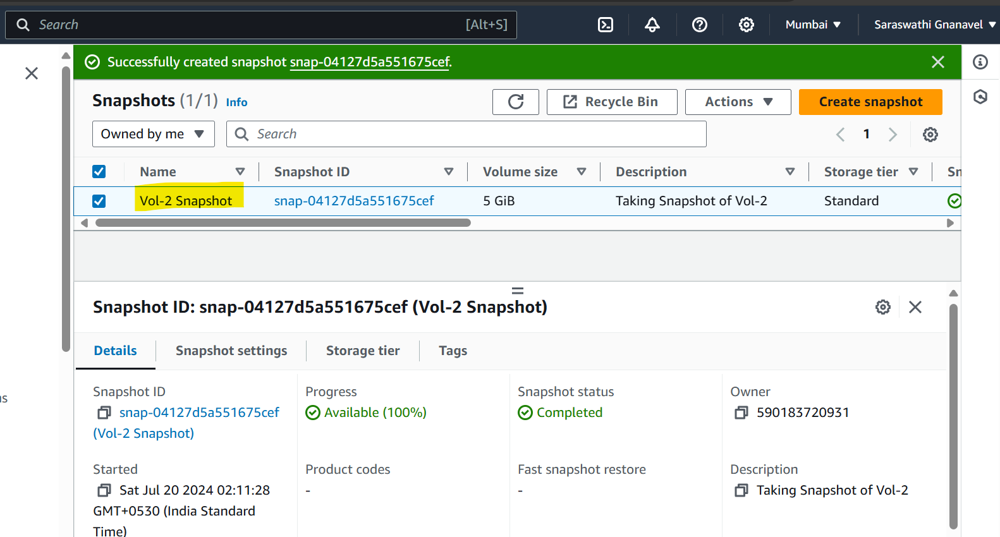 Search [Alt+S] Mumbai Saraswathi Gnanavel
Successfully created snapshot snap-04127d5a551675cef.
Snapshots (1/1) Info Recycle Bin Actions Create snapshot
Owned by me Search 1
Name Snapshot ID Volume size Description Storage tier Sn
Vol-2 Snapshot snap-04127d5a551675cef 5 GiB Taking Snapshot of Vol-2 Standard
Snapshot ID: snap-04127d5a551675cef (Vol-2 Snapshot)
Details Snapshot settings Storage tier Tags
Snapshot ID Progress Snapshot status Owner
snap-04127d5a551675cef Available (100%) Completed 590183720931
(Vol-2 Snapshot)
Started Product codes Fast snapshot restore Description
Sat Jul 20 2024 02:11:28 - - Taking Snapshot of Vol-2
GMT+0530 (India Standard
Time)